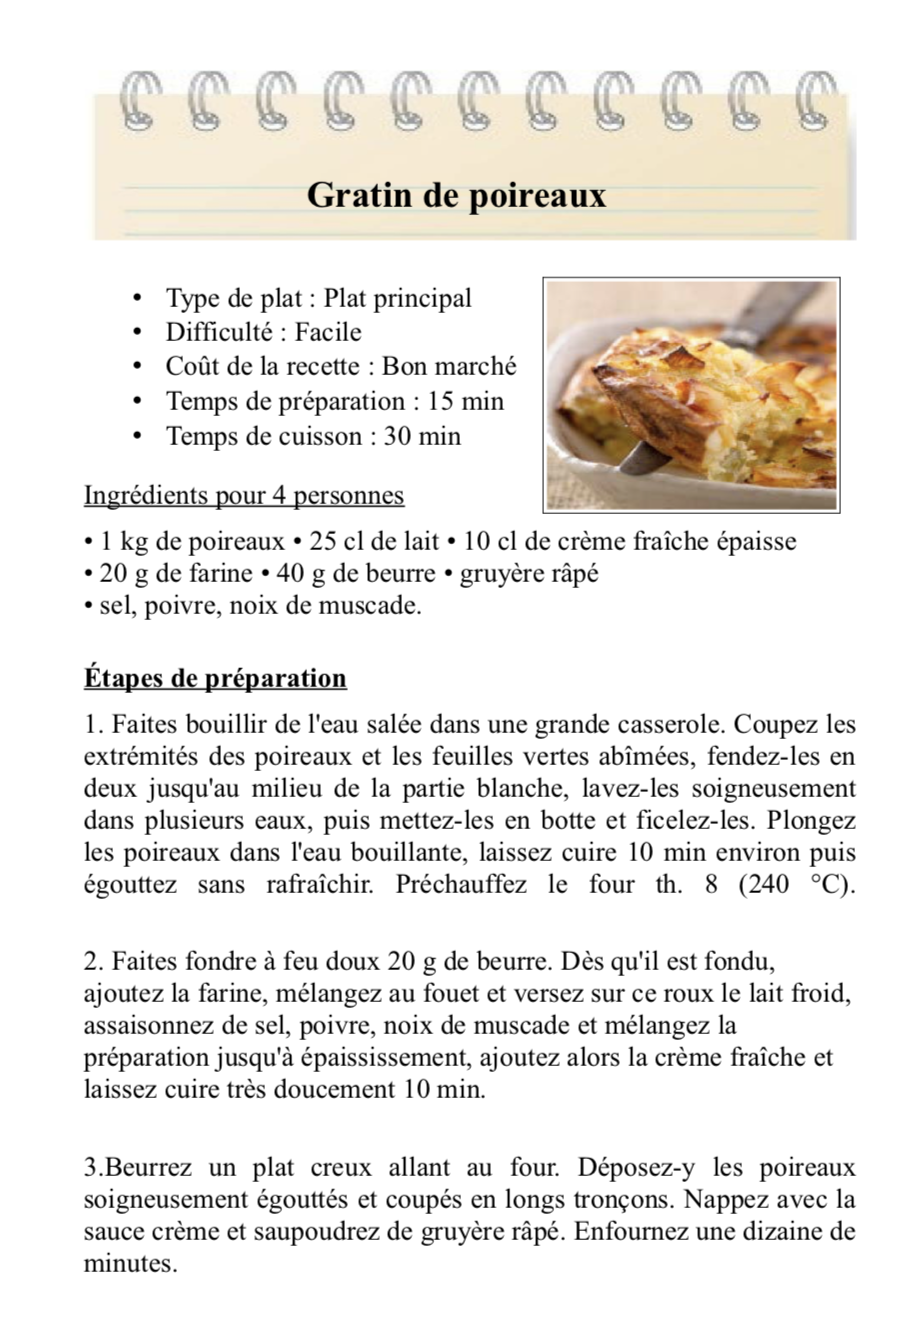 Gratin de poireaux
• Type de plat : Plat principal
• Difficulté : Facile
• Coût de la recette : Bon marché
• Temps de préparation : 15 min
• Temps de cuisson : 30 min
Ingrédients pour 4 personnes
• 1 kg de poireaux • 25 cl de lait • 10 cl de crème fraîche épaisse
• 20 g de farine • 40 g de beurre • gruyère râpé
• sel, poivre, noix de muscade.
Étapes de préparation
1. Faites bouillir de l'eau salée dans une grande casserole. Coupez les
extrémités des poireaux et les feuilles vertes abîmées, fendez-les en
deux jusqu'au milieu de la partie blanche, lavez-les soigneusement
dans plusieurs eaux, puis mettez-les en botte et ficelez-les. Plongez
les poireaux dans l'eau bouillante, laissez cuire 10 min environ puis
égouttez sans rafraîchir. Préchauffez le four th. 8 (240 °C).
2. Faites fondre à feu doux 20 g de beurre. Dès qu'il est fondu,
ajoutez la farine, mélangez au fouet et versez sur ce roux le lait froid,
assaisonnez de sel, poivre, noix de muscade et mélangez la
préparation jusqu'à épaississement, ajoutez alors la crème fraîche et
laissez cuire très doucement 10 min.
3.Beurrez un plat creux allant au four. Déposez-y les poireaux
soigneusement égouttés et coupés en longs tronçons. Nappez avec la
sauce crème et saupoudrez de gruyère râpé. Enfournez une dizaine de
minutes.